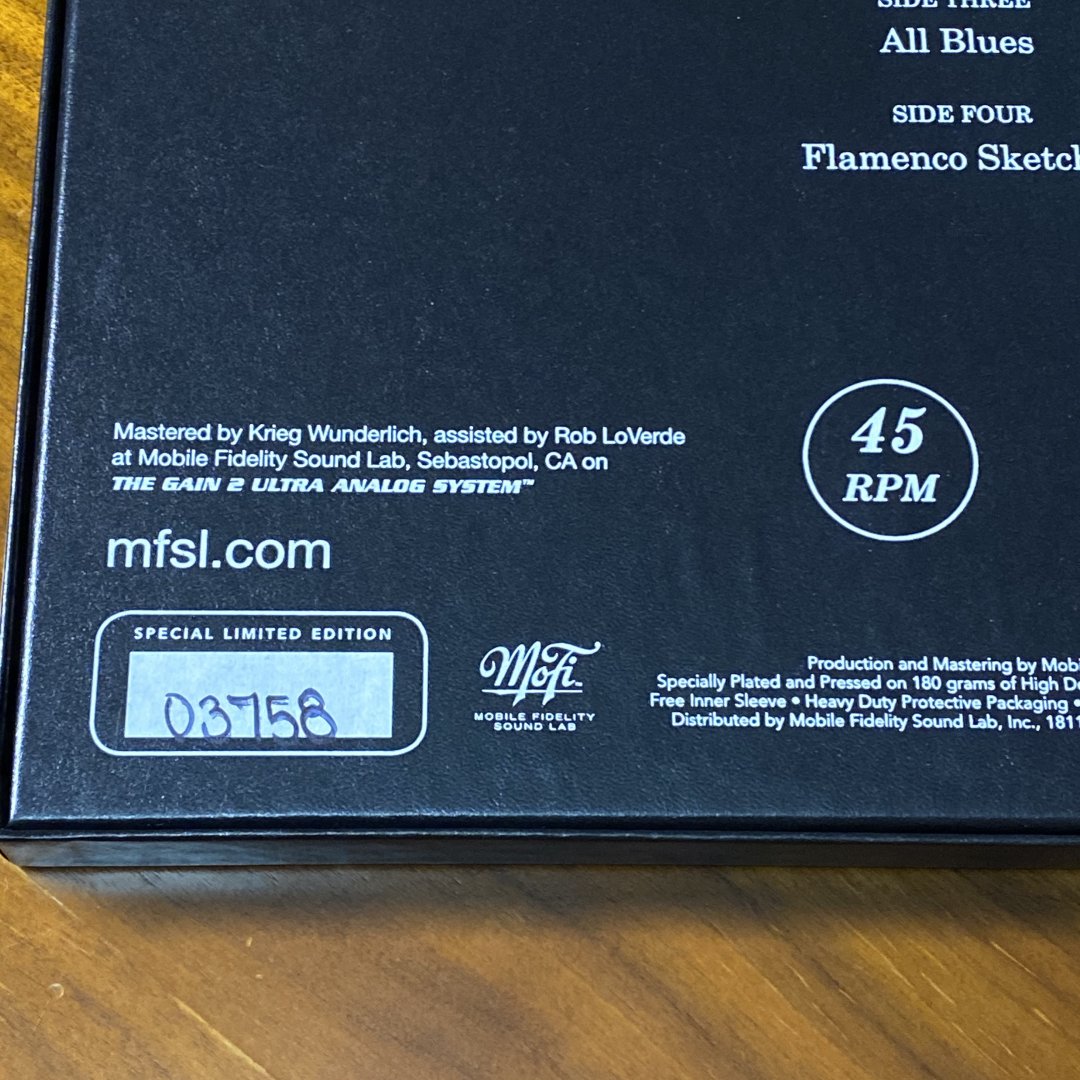 SIDE THREE
All Blues
SIDE FOUR
Flamenco
45
RPM
Mastered by Krieg Wunderlich, assisted by Rob LoVerde
at Mobile Fidelity Sound Lab, Sebastopol, CA on
THE GAIN 2 ULTRA ANALOG SYSTEM™
mfsl.com
SPECIAL LIMITED EDITION
03758
MoFi
MOBILE FIDELITY
SOUND LAB
Production and Mastering by
Specially Plated and Pressed on 180 grams of High
Free Inner Sleeve • Heavy Duty Protective Packaging •
Distributed by Mobile Fidelity Sound Lab, Inc., 1811